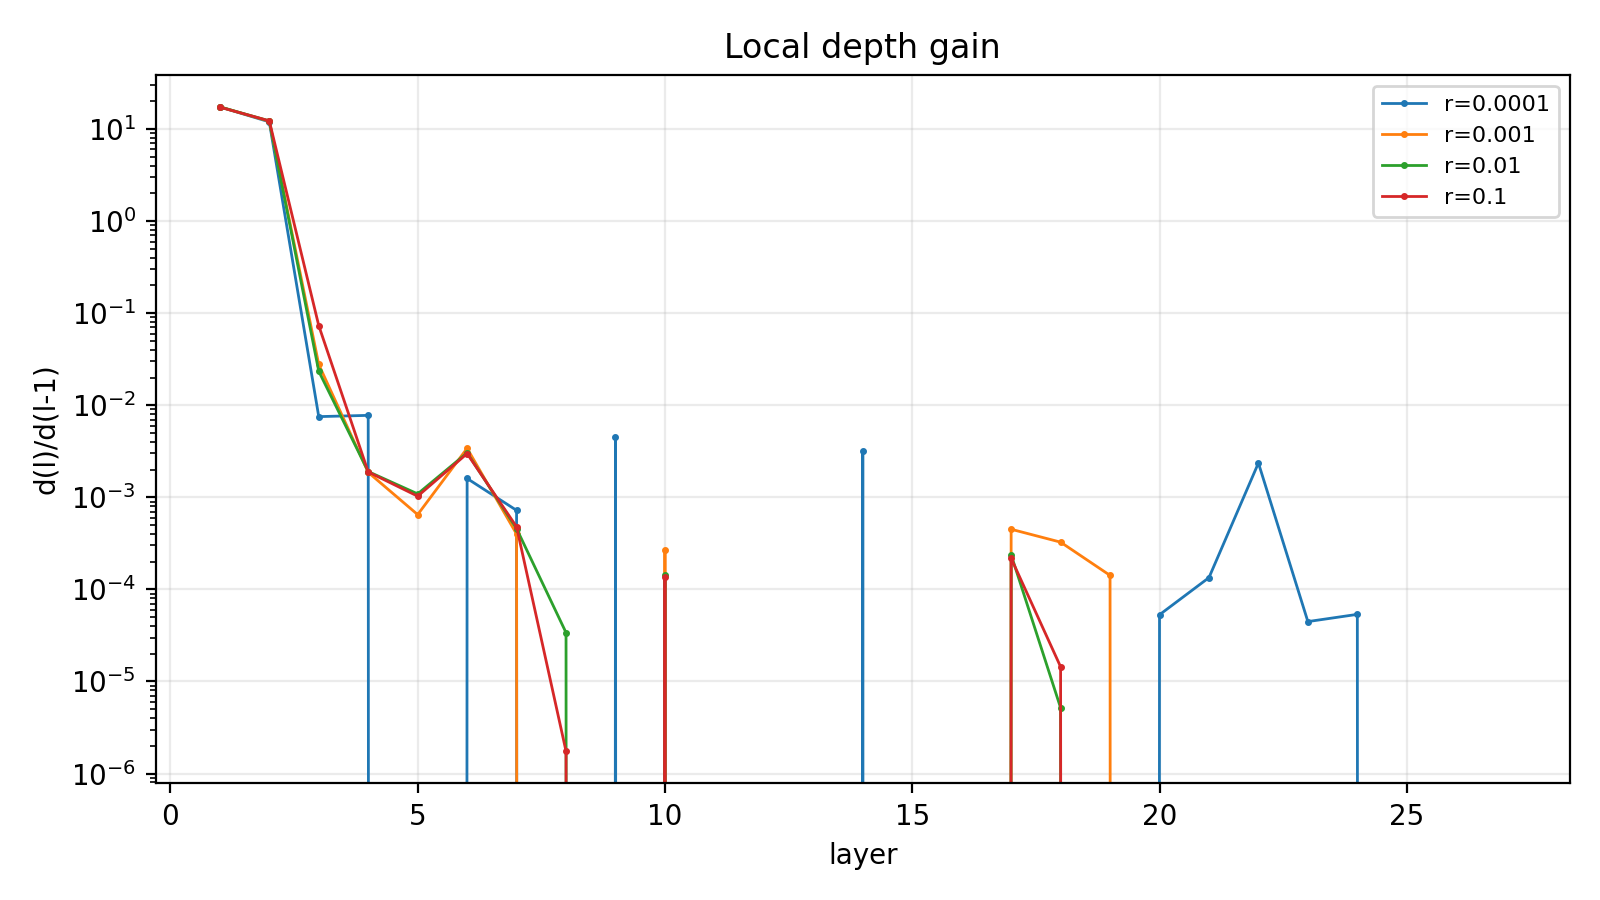 Local depth gain
r=0.0001
r=0.001
r=0.01
r=0.1
d(l)/d(l-1)
10¹
10⁰
10⁻¹
10⁻²
10⁻³
10⁻⁴
10⁻⁵
10⁻⁶
0 5 10 15 20 25
layer